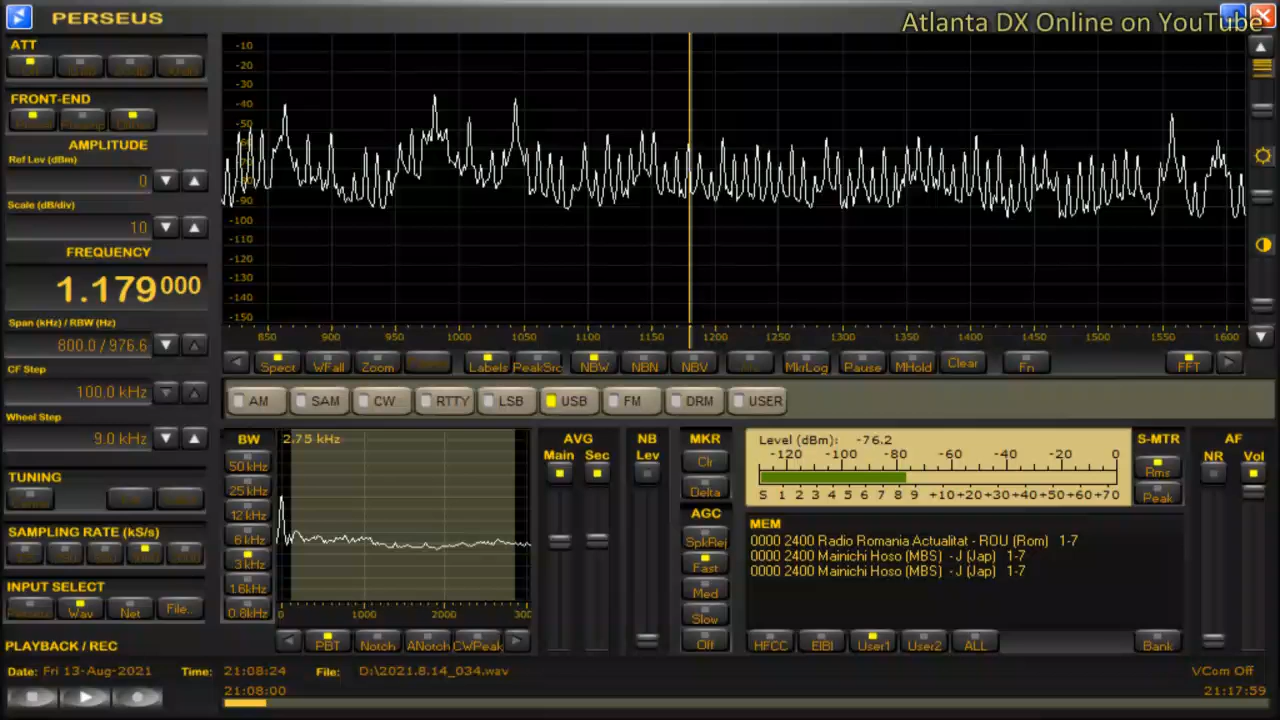 PERSEUS
Atlanta DX Online on YouTube
ATT
FRONT-END
AMPLITUDE
Ref Lev (dBm)
0
Scale (dB/div)
10
FREQUENCY
1.179000
Span (kHz) / RBW (Hz)
800.0 / 976.6
CF Step
100.0 kHz
Wheel Step
9.0 kHz
TUNING
SAMPLING RATE (kS/s)
INPUT SELECT
Wav Net File..
-10
-20
-30
-40
-50
-60
-70
-80
-90
-100
-110
-120
-130
-140
-150
850 900 950 1000 1050 1100 1150 1200 1250 1300 1350 1400 1450 1500 1550 1600
Spect WFall Zoom Labels PeakSrc NBW NBN NBV MkrLog Pause MHold Clear Fn FFT
AM SAM CW RTTY LSB USB FM DRM USER
BW
50 kHz
25 kHz
12 kHz
6 kHz
3 kHz
1.6kHz
0.8kHz
2.75 kHz
0 1000 2000 300
PBT Notch ANotch CWPeak
AVG
Main Sec
NB
Lev
MKR
Clr
Delta
AGC
SpkRej
Fast
Med
Slow
Off
Level (dBm): -76.2
-120 -100 -80 -60 -40 -20 0
S 1 2 3 4 5 6 7 8 9 +10+20+30+40+50+60+70
S-MTR
Rms
Peak
AF
NR Vol
MEM
0000 2400 Radio Romania Actualitat - ROU (Rom) 1-7
0000 2400 Mainichi Hoso (MBS) - J (Jap) 1-7
0000 2400 Mainichi Hoso (MBS) - J (Jap) 1-7
HFCC EIBI User1 User2 ALL Bank
PLAYBACK / REC
Date: Fri 13-Aug-2021 Time: 21:08:24 File: D:\2021.8.14_034.wav VCom Off
21:08:00 21:17:59